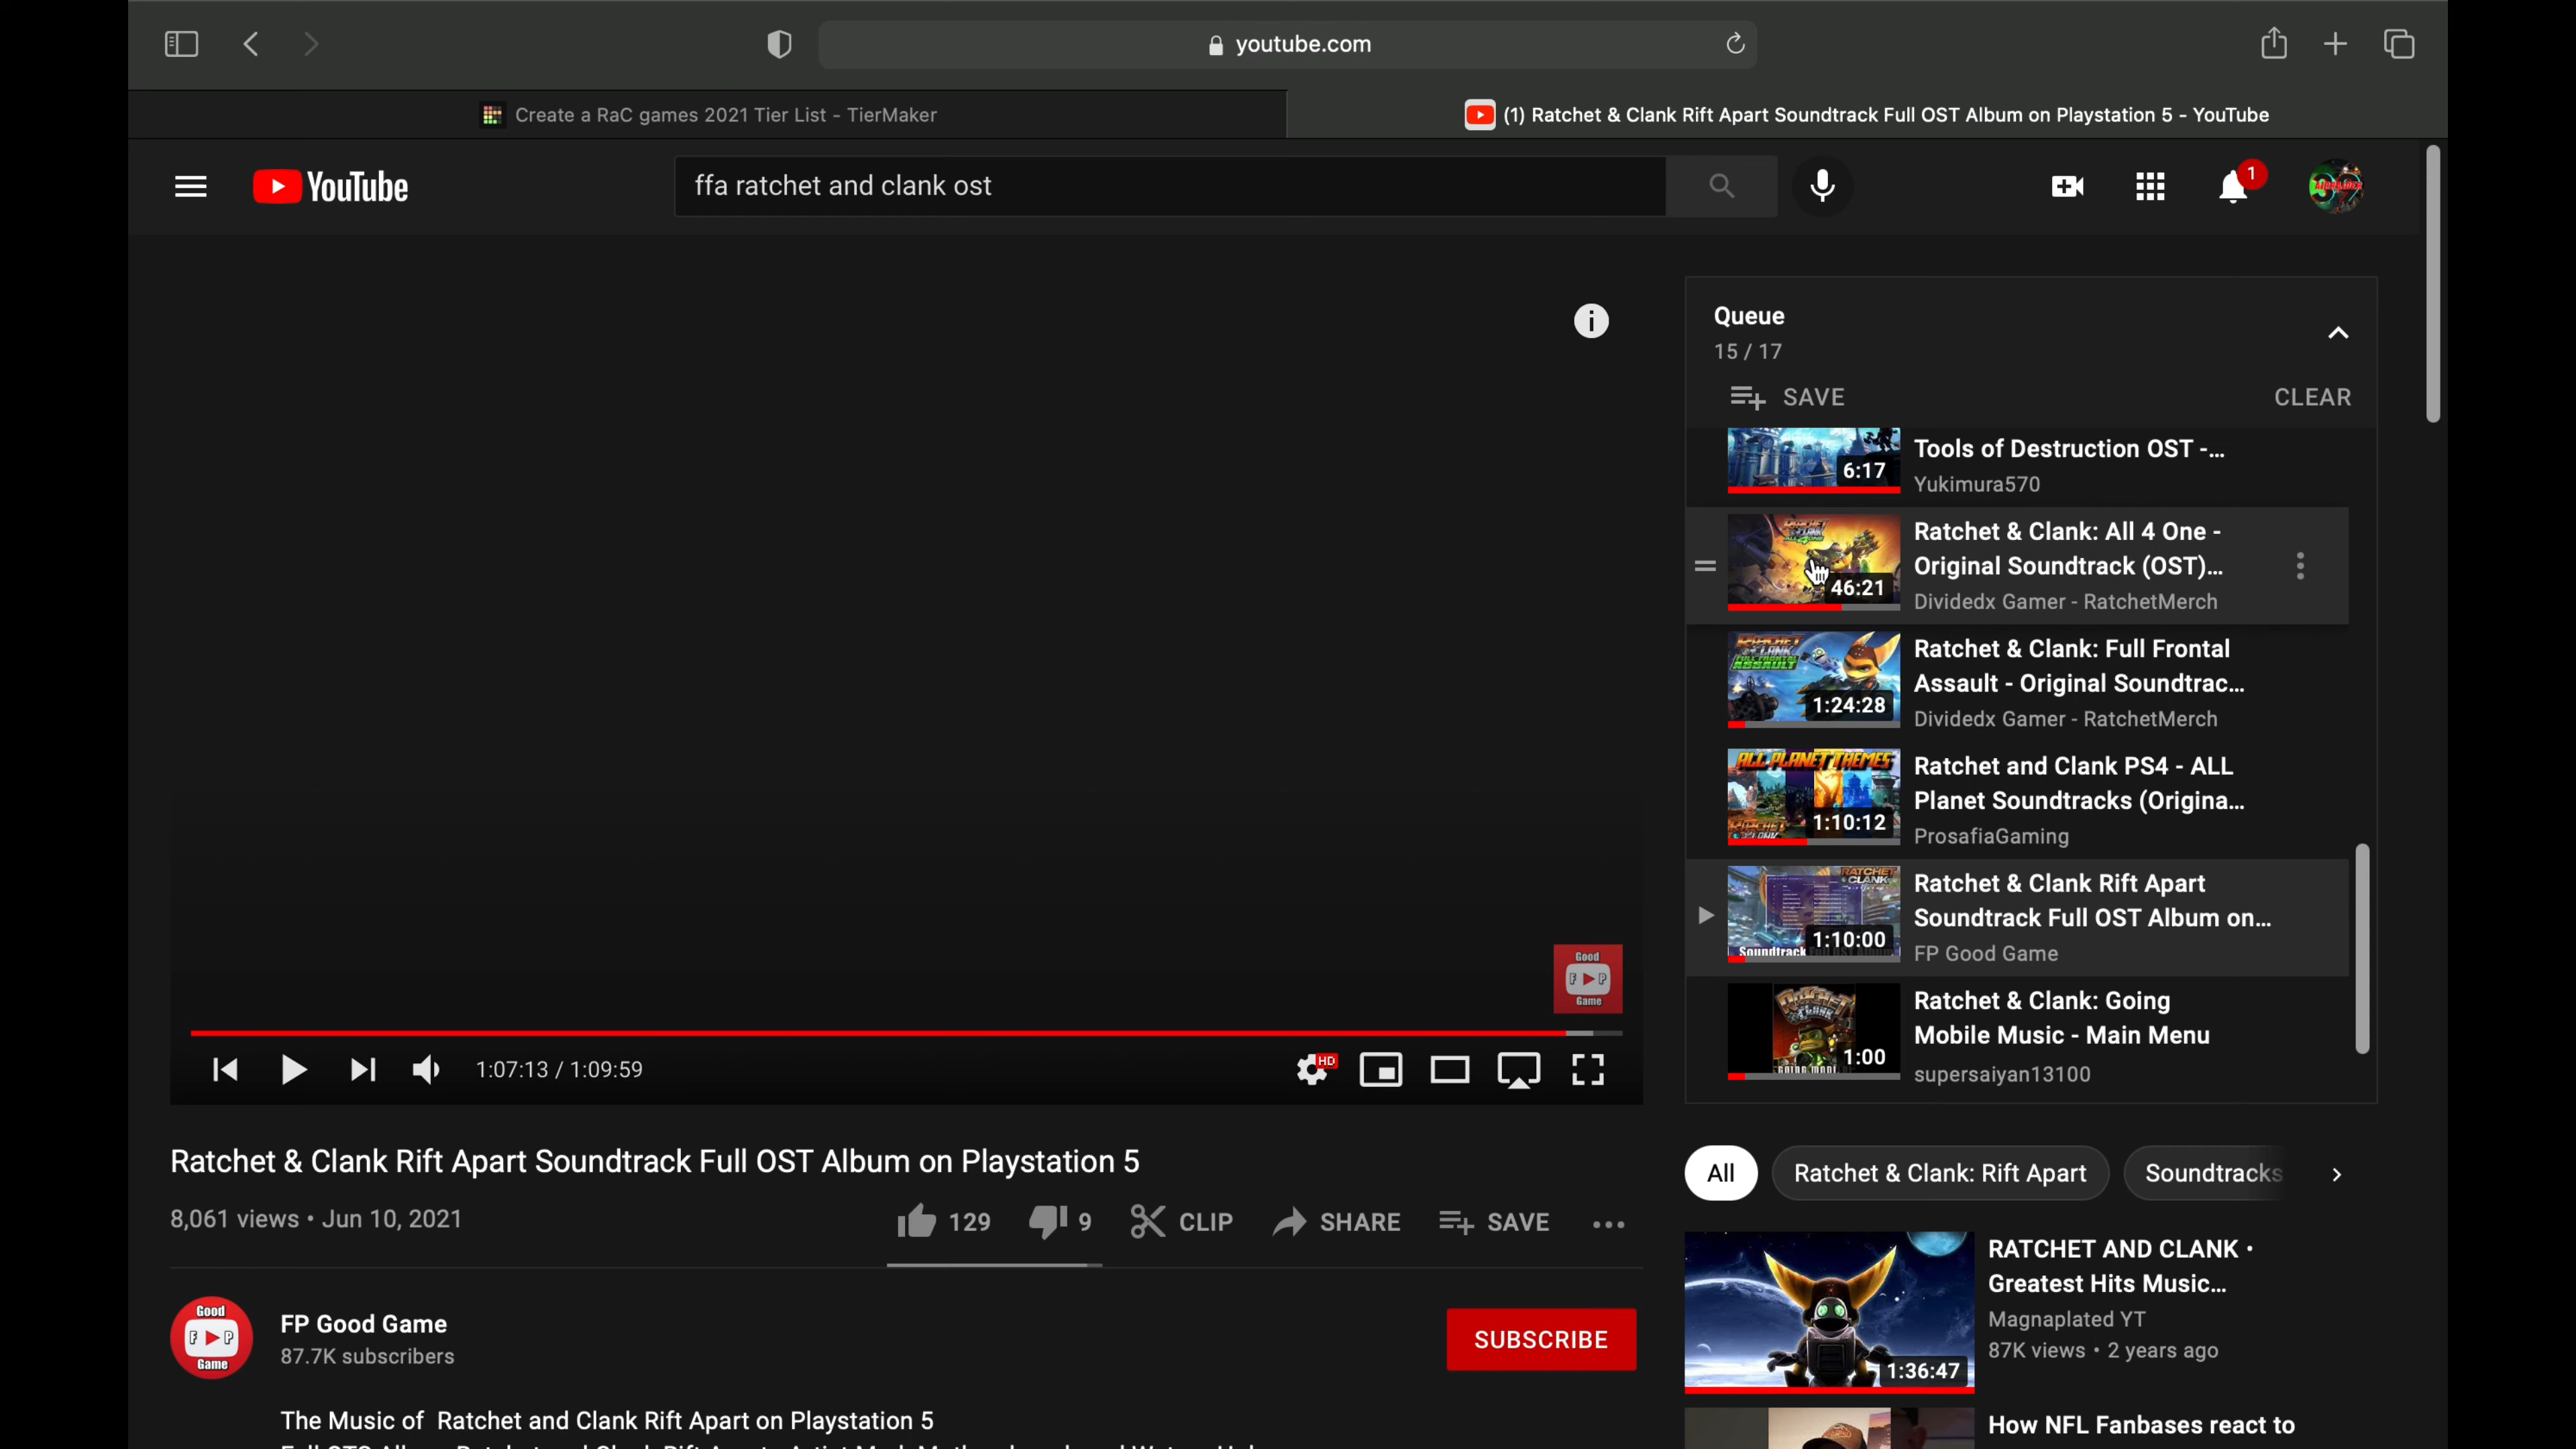 youtube.com
Create a RaC games 2021 Tier List - TierMaker
(1) Ratchet & Clank Rift Apart Soundtrack Full OST Album on Playstation 5 - YouTube
YouTube
ffa ratchet and clank ost
1
Queue
15 / 17
SAVE
CLEAR
6:17
Tools of Destruction OST -...
Yukimura570
46:21
Ratchet & Clank: All 4 One -
Original Soundtrack (OST)...
Dividedx Gamer - RatchetMerch
RATCHET & CLANK
FULL FRONTAL
ASSAULT
1:24:28
Ratchet & Clank: Full Frontal
Assault - Original Soundtrac...
Dividedx Gamer - RatchetMerch
ALL PLANET THEMES
1:10:12
Ratchet and Clank PS4 - ALL
Planet Soundtracks (Origina...
ProsafiaGaming
RATCHET
CLANK
1:10:00
Ratchet & Clank Rift Apart
Soundtrack Full OST Album on...
FP Good Game
1:00
Ratchet & Clank: Going
Mobile Music - Main Menu
supersaiyan13100
Good
F P
Game
1:07:13 / 1:09:59
HD
Ratchet & Clank Rift Apart Soundtrack Full OST Album on Playstation 5
8,061 views • Jun 10, 2021
129
9
CLIP
SHARE
SAVE
Good
F P
Game
FP Good Game
87.7K subscribers
SUBSCRIBE
The Music of Ratchet and Clank Rift Apart on Playstation 5
All
Ratchet & Clank: Rift Apart
Soundtracks
1:36:47
RATCHET AND CLANK •
Greatest Hits Music...
Magnaplated YT
87K views • 2 years ago
How NFL Fanbases react to